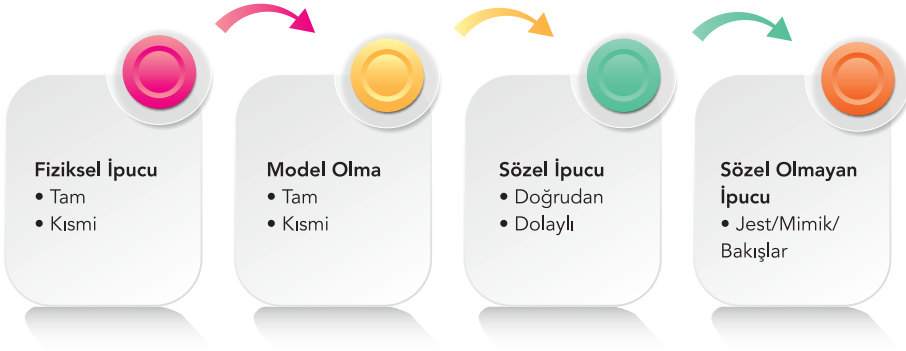 Fiziksel İpucu
• Tam
• Kısmi
Model Olma
• Tam
• Kısmi
Sözel İpucu
• Doğrudan
• Dolaylı
Sözel Olmayan
İpucu
• Jest/Mimik/
Bakışlar